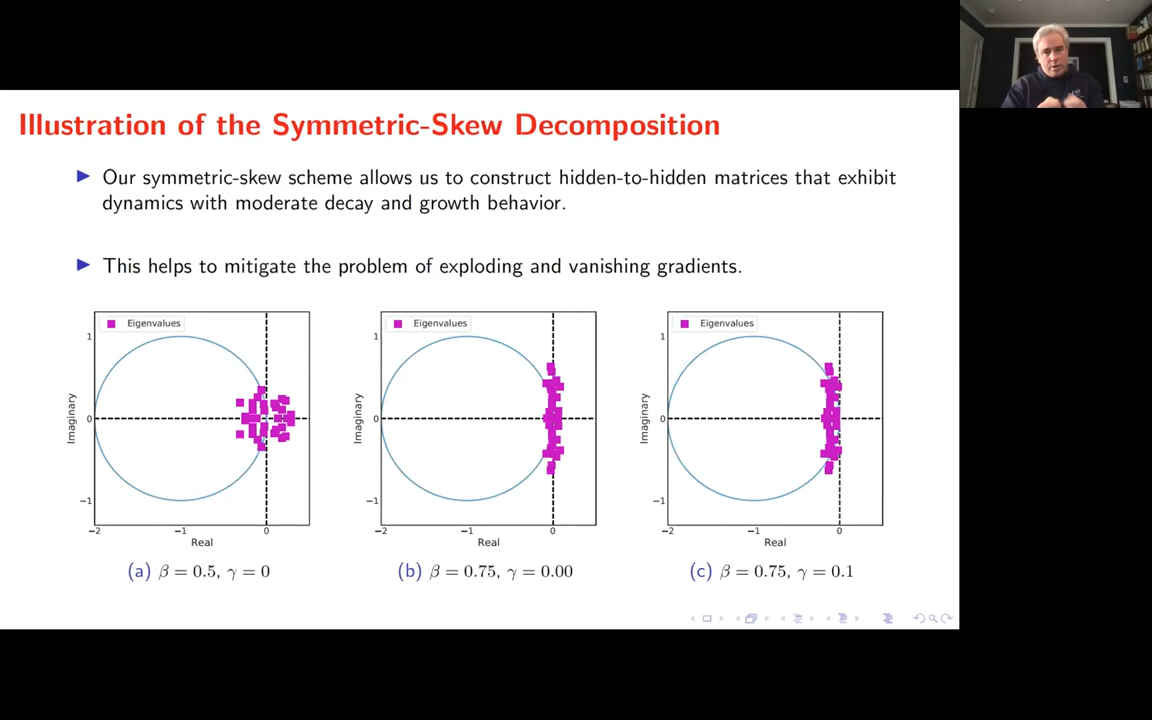 Illustration of the Symmetric-Skew Decomposition
Our symmetric-skew scheme allows us to construct hidden-to-hidden matrices that exhibit
dynamics with moderate decay and growth behavior.
This helps to mitigate the problem of exploding and vanishing gradients.
Eigenvalues
1
0
−1
Imaginary
−2
−1
0
Real
(a) β = 0.5, γ = 0
Eigenvalues
1
0
−1
Imaginary
−2
−1
0
Real
(b) β = 0.75, γ = 0.00
Eigenvalues
1
0
−1
Imaginary
−2
−1
0
Real
(c) β = 0.75, γ = 0.1